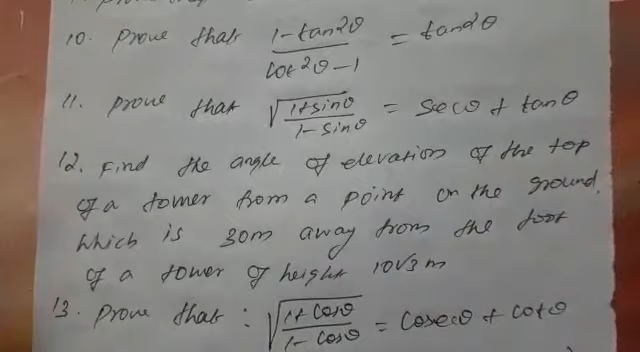 10. Prove that (1-tan²θ)/(cot²θ-1) = tan²θ
11. Prove that √((1+sinθ)/(1-sinθ)) = secθ + tanθ
12. Find the angle of elevation of the top
of a tower from a point on the ground,
which is 30m away from the foot
of a tower of height 10√3 m
13. Prove that : √((1+cosθ)/(1-cosθ)) = cosecθ + cotθ